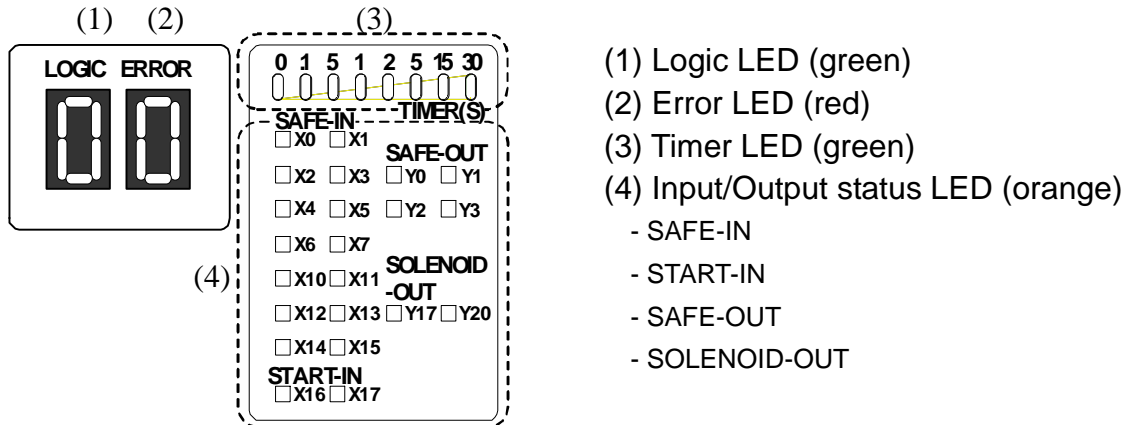 (1) (2) (3)
LOGIC ERROR
0 .1 .5 1 2 5 15 30
TIMER(S)
SAFE-IN
X0 X1
SAFE-OUT
X2 X3 Y0 Y1
X4 X5 Y2 Y3
X6 X7
SOLENOID
-OUT
(4)
X10 X11
X12 X13 Y17 Y20
X14 X15
START-IN
X16 X17
(1) Logic LED (green)
(2) Error LED (red)
(3) Timer LED (green)
(4) Input/Output status LED (orange)
- SAFE-IN
- START-IN
- SAFE-OUT
- SOLENOID-OUT